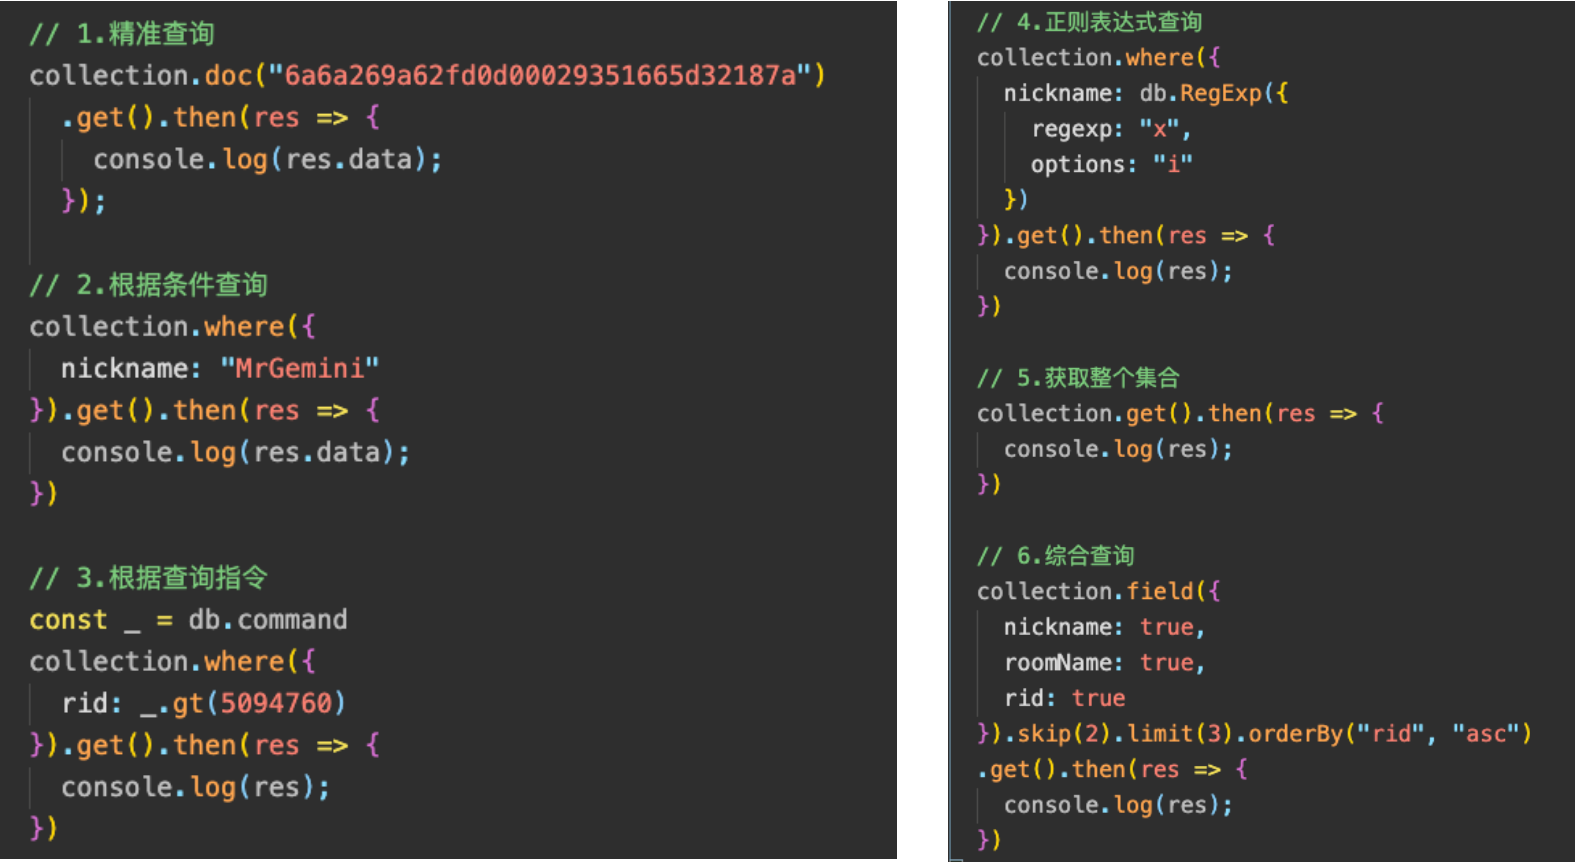 // 1.精准查询
collection.doc("6a6a269a62fd0d00029351665d32187a")
  .get().then(res => {
    console.log(res.data);
  });
// 2.根据条件查询
collection.where({
  nickname: "MrGemini"
}).get().then(res => {
  console.log(res.data);
})
// 3.根据查询指令
const _ = db.command
collection.where({
  rid: _.gt(5094760)
}).get().then(res => {
  console.log(res);
})
// 4.正则表达式查询
collection.where({
  nickname: db.RegExp({
    regexp: "x",
    options: "i"
  })
}).get().then(res => {
  console.log(res);
})
// 5.获取整个集合
collection.get().then(res => {
  console.log(res);
})
// 6.综合查询
collection.field({
  nickname: true,
  roomName: true,
  rid: true
}).skip(2).limit(3).orderBy("rid", "asc")
.get().then(res => {
  console.log(res);
})